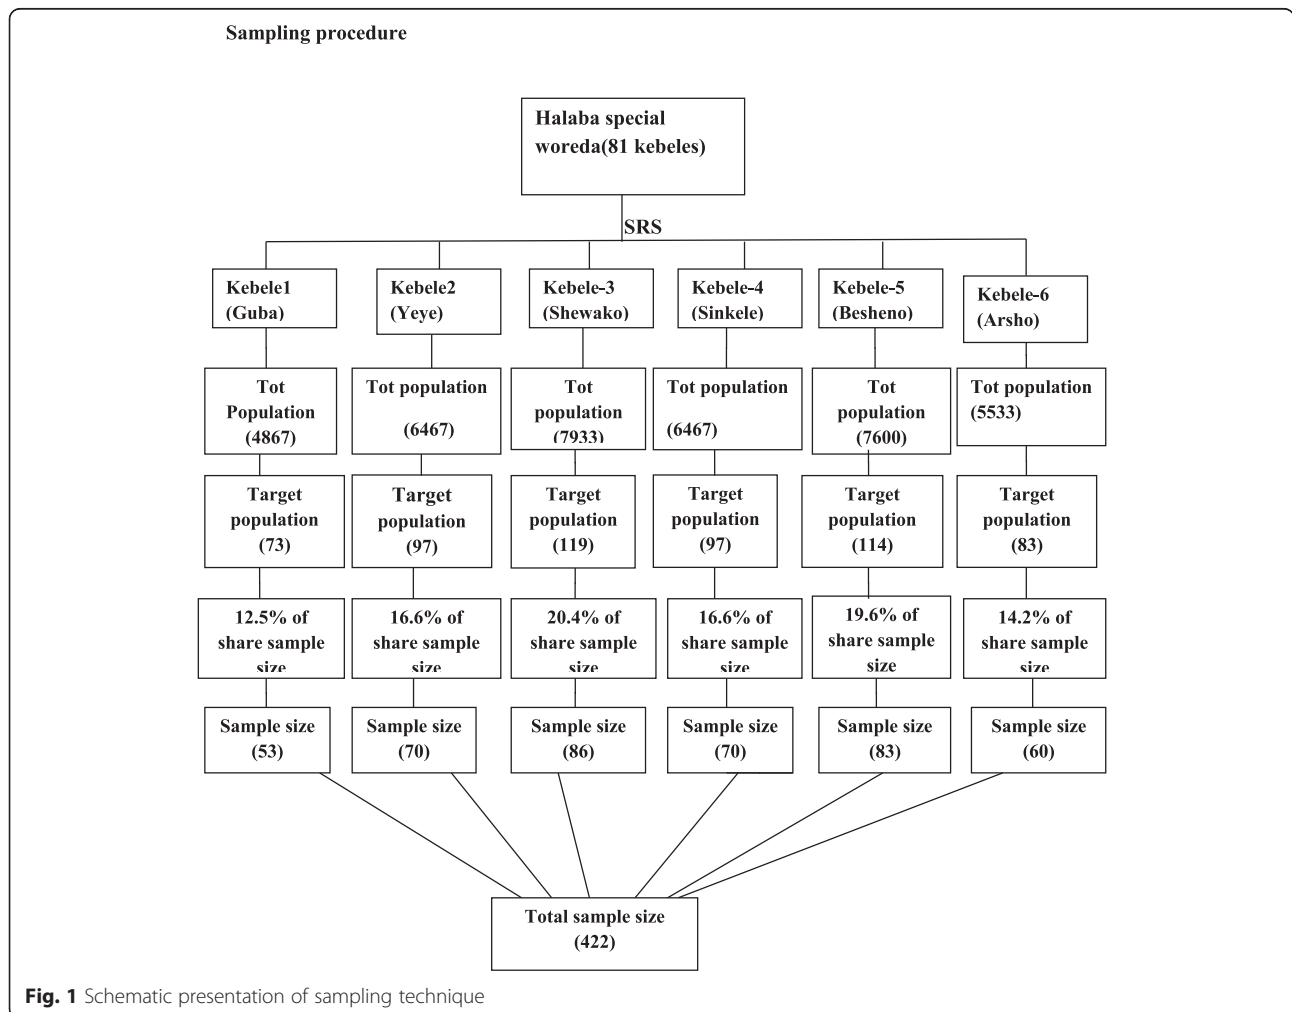 Sampling procedure
Halaba special
woreda(81 kebeles)
SRS
Kebele1
(Guba)
Kebele2
(Yeye)
Kebele-3
(Shewako)
Kebele-4
(Sinkele)
Kebele-5
(Besheno)
Kebele-6
(Arsho)
Tot
Population
(4867)
Tot population
(6467)
Tot
population
(7933)
Tot population
(6467)
Tot
population
(7600)
Tot population
(5533)
Target
population
(73)
Target
population
(97)
Target
population
(119)
Target
population
(97)
Target
population
(114)
Target
population
(83)
12.5% of
share sample
size
16.6% of
share sample
size
20.4% of
share sample
size
16.6% of
share sample
size
19.6% of
share sample
size
14.2% of
share sample
size
Sample size
(53)
Sample size
(70)
Sample size
(86)
Sample size
(70)
Sample size
(83)
Sample size
(60)
Total sample size
(422)
Fig. 1 Schematic presentation of sampling technique